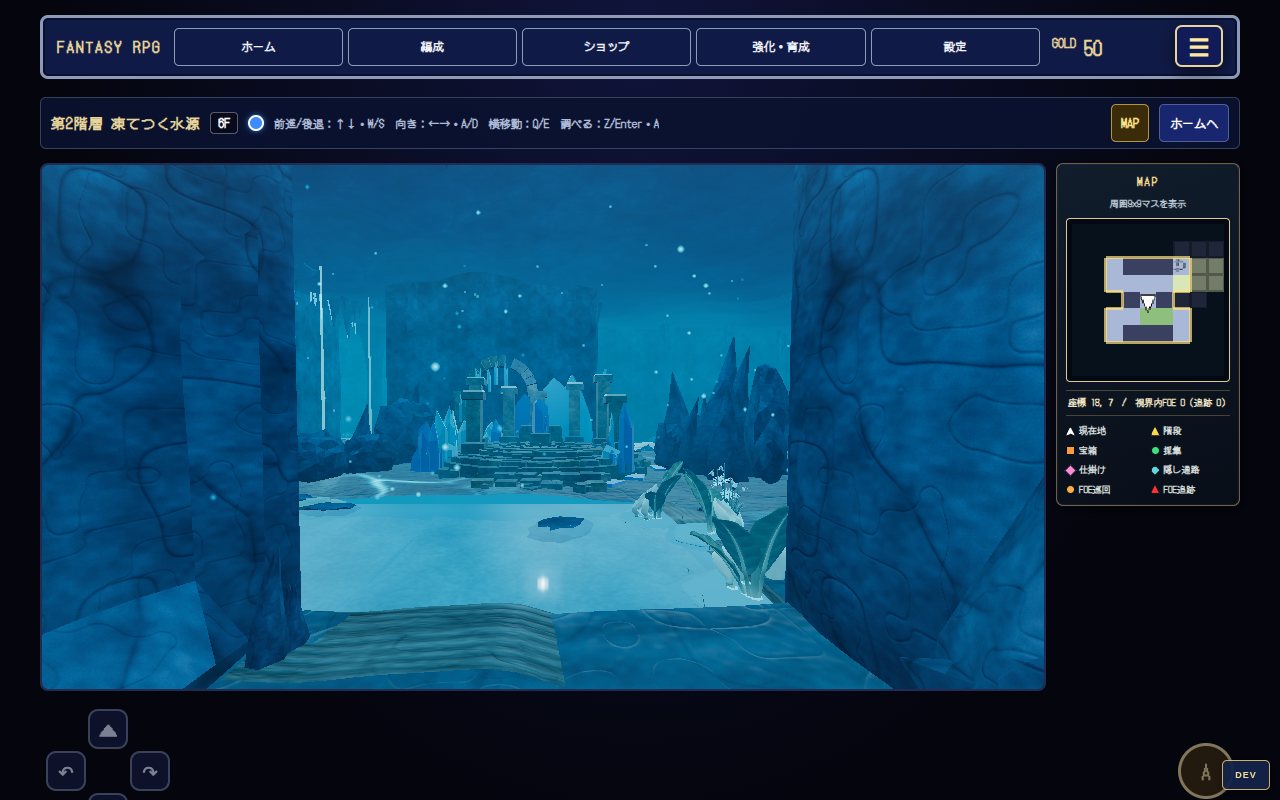 FANTASY RPG
ホーム
編成
ショップ
強化・育成
設定
GOLD 50
第2階層 凍てつく水源
6F
前進/後退：↑↓・W/S 向き：←→・A/D 横移動：Q/E 調べる：Z/Enter・A
MAP
ホームへ
MAP
周囲9x9マスを表示
座標 18, 7 / 視界内FOE 0 (追跡 0)
現在地
階段
宝箱
採集
仕掛け
隠し通路
FOE巡回
FOE追跡
A
DEV